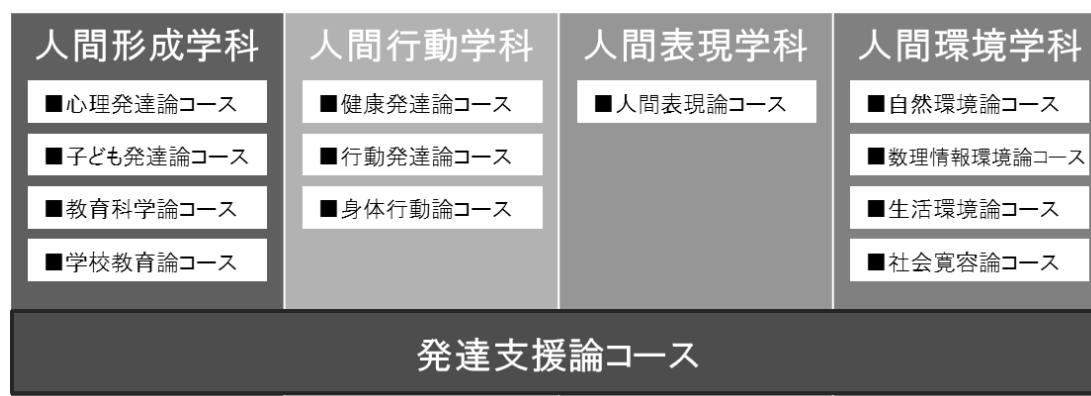 人間形成学科
■心理発達論コース
■子ども発達論コース
■教育科学論コース
■学校教育論コース
人間行動学科
■健康発達論コース
■行動発達論コース
■身体行動論コース
人間表現学科
■人間表現論コース
人間環境学科
■自然環境論コース
■数理情報環境論コース
■生活環境論コース
■社会寛容論コース
発達支援論コース